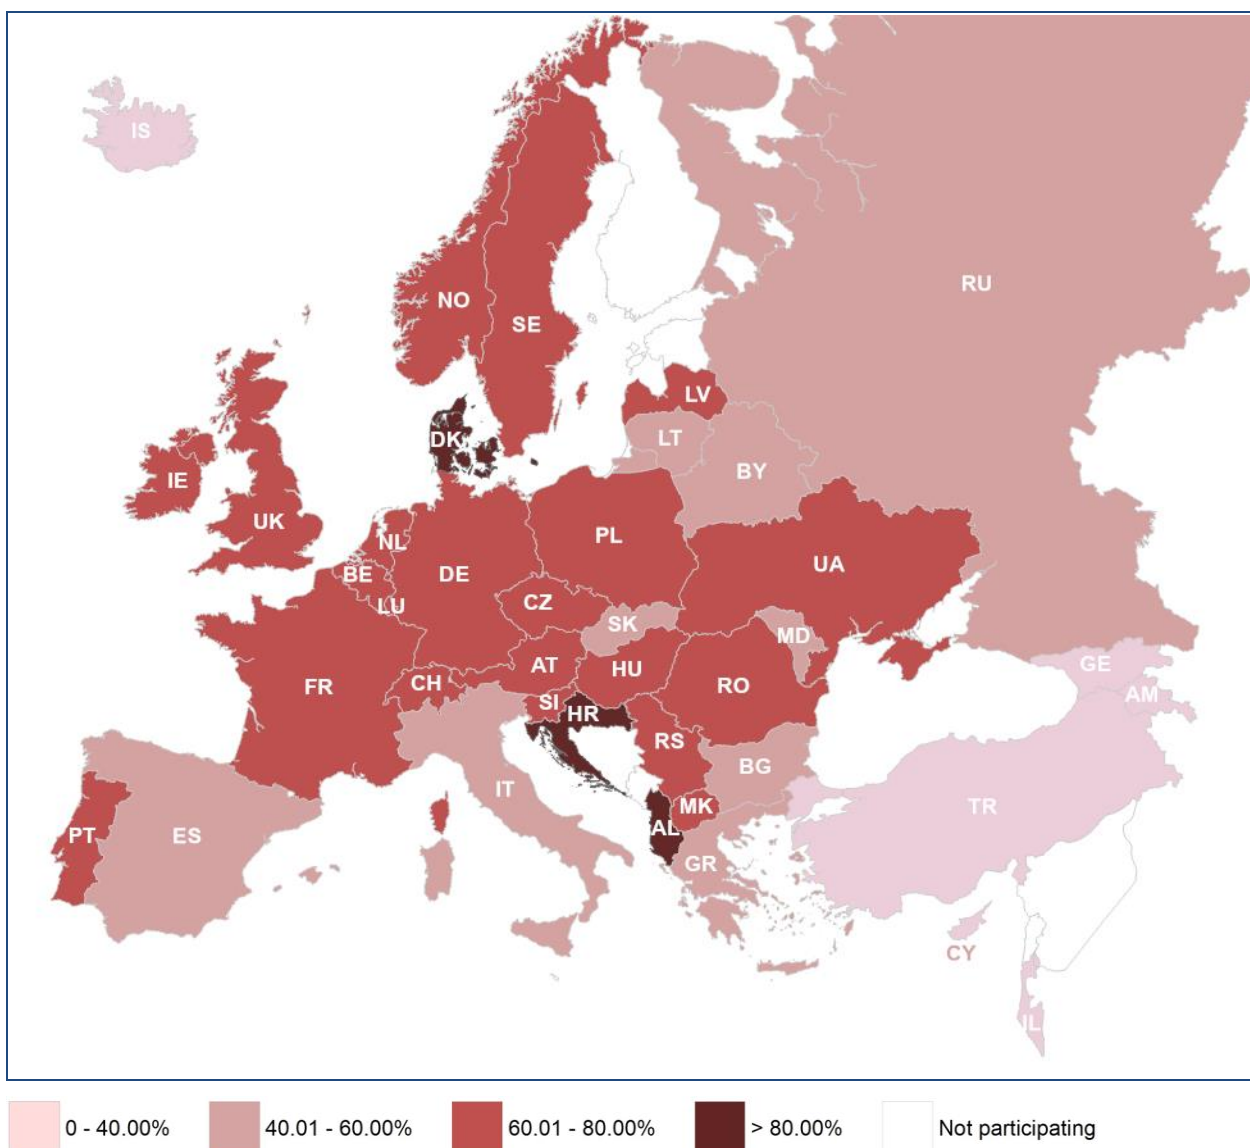 IS
RU
NO
SE
LV
DK
LT
BY
IE
UK
NL
PL
BE
DE
UA
LU
CZ
SK
MD
AT
HU
GE
FR
CH
RO
AM
SI
HR
RS
BG
IT
MK
TR
PT
ES
AL
GR
CY
IL
0 - 40.00%
40.01 - 60.00%
60.01 - 80.00%
> 80.00%
Not participating